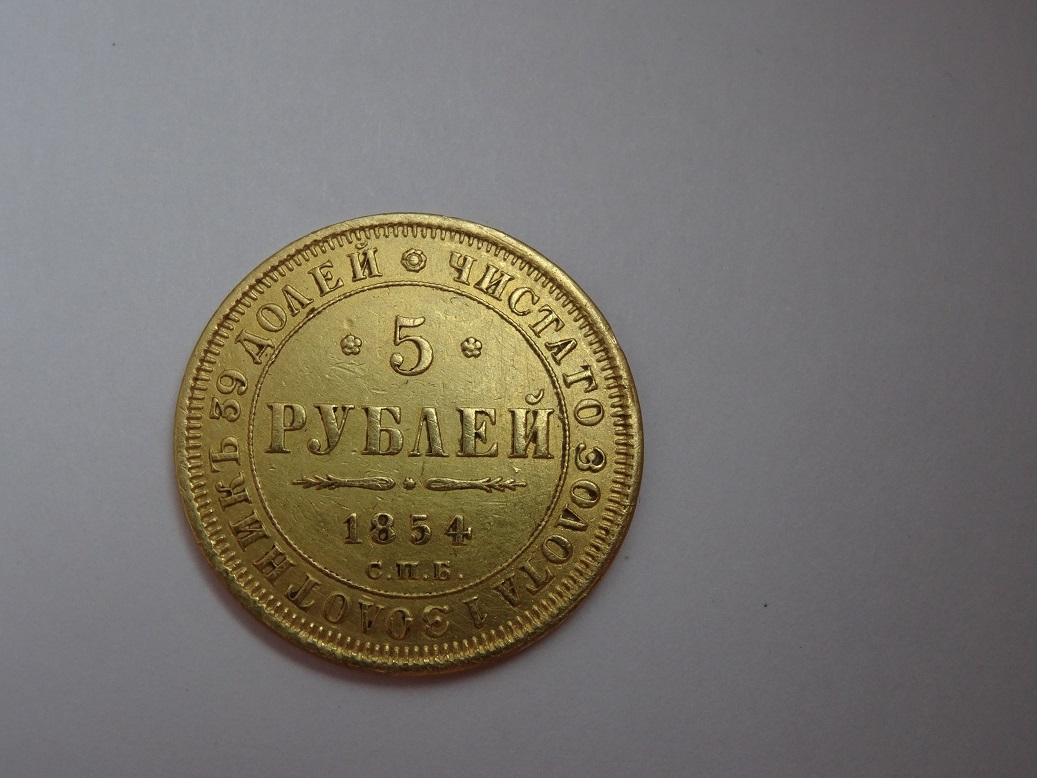 ЧИСТАГО ЗОЛОТА 1 ЗОЛОТНИКЪ 39 ДОЛЕЙ
5
РУБЛЕЙ
1854
С.П.Б.